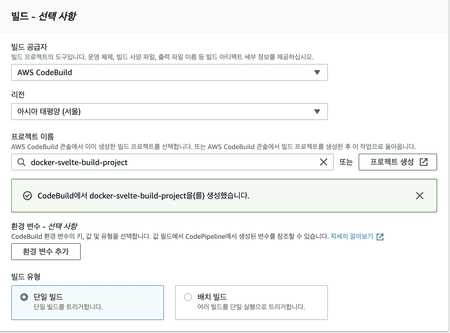 빌드 - 선택 사항
빌드 공급자
빌드 프로젝트의 도구입니다. 운영 체제, 빌드 사양 파일, 출력 파일 이름 등 빌드 아티팩트 세부 정보를 제공하십시오.
AWS CodeBuild
리전
아시아 태평양 (서울)
프로젝트 이름
AWS CodeBuild 콘솔에서 이미 생성한 빌드 프로젝트를 선택합니다. 또는 AWS CodeBuild 콘솔에서 빌드 프로젝트를 생성한 후 이 작업으로 돌아옵니다.
docker-svelte-build-project 또는 프로젝트 생성
CodeBuild에서 docker-svelte-build-project을(를) 생성했습니다.
환경 변수 - 선택 사항
CodeBuild 환경 변수의 키, 값 및 유형을 선택합니다. 값 필드에서 CodePipeline에서 생성된 변수를 참조할 수 있습니다. 자세히 알아보기
환경 변수 추가
빌드 유형
단일 빌드 배치 빌드
단일 빌드를 트리거합니다. 여러 빌드를 단일 실행으로 트리거합니다.